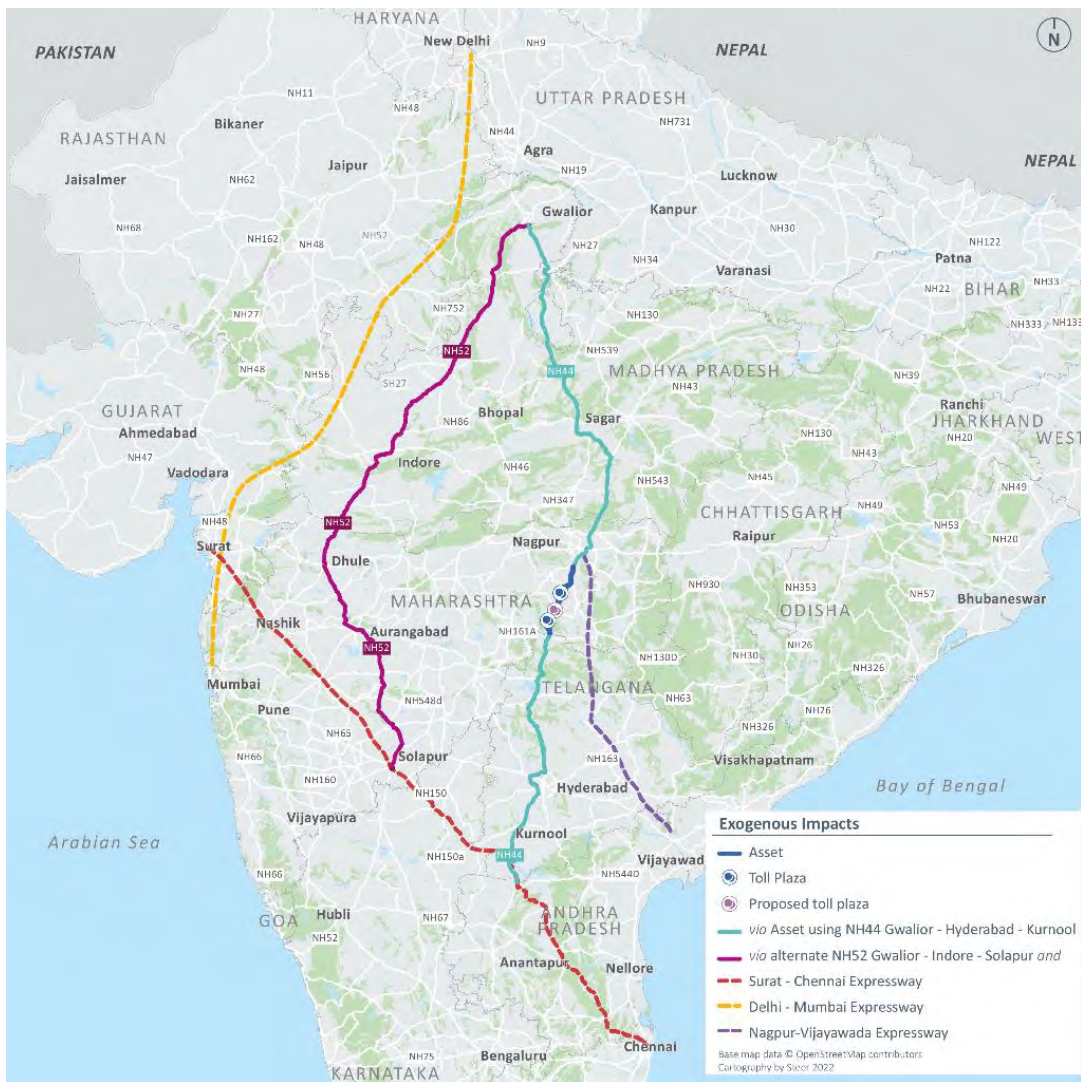 HARYANA
PAKISTAN
New Delhi
NH9
NEPAL
N
NH11
NH48
UTTAR PRADESH
Bikaner
NH44
NH731
RAJASTHAN
Agra
Jaipur
NH19
NEPAL
Jaisalmer
NH62
Lucknow
Gwalior
Kanpur
NH68
NH162
NH48
NH52
NH27
NH30
NH122
NH34
Patna
Varanasi
NH22
BIHAR
NH33
NH27
NH752
NH130
NH333
NH133
NH52
NH539
NH48
NH56
SH27
NH44
MADHYA PRADESH
NH39
NH43
GUJARAT
Bhopal
Sagar
Ranchi
Ahmedabad
NH86
JHARKHAND
NH130
NH20
WEST
NH47
Indore
NH43
Vadodara
NH46
NH45
NH543
NH49
NH347
NH49
CHHATTISGARH
NH48
NH52
NH53
Surat
Nagpur
Raipur
NH20
Dhule
NH930
NH353
MAHARASHTRA
NH57
ODISHA
Bhubaneswar
Nashik
Aurangabad
NH161A
NH52
NH130D
NH30
NH26
NH326
Mumbai
TELANGANA
NH548d
NH63
Pune
NH26
NH65
NH326
NH66
Solapur
NH163
Visakhapatnam
NH160
Hyderabad
NH150
Bay of Bengal
Vijayapura
Arabian Sea
Kurnool
NH150a
NH44
Vijayawad
NH66
NH544D
GOA
Hubli
NH67
ANDHRA
PRADESH
NH52
Anantapur
Nellore
NH66
NH75
Bengaluru
Chennai
KARNATAKA
Exogenous Impacts
Asset
Toll Plaza
Proposed toll plaza
via Asset using NH44 Gwalior - Hyderabad - Kurnool
via alternate NH52 Gwalior - Indore - Solapur and
Surat - Chennai Expressway
Delhi - Mumbai Expressway
Nagpur-Vijayawada Expressway
Base map data © OpenStreetMap contributors
Cartography by Steer 2022